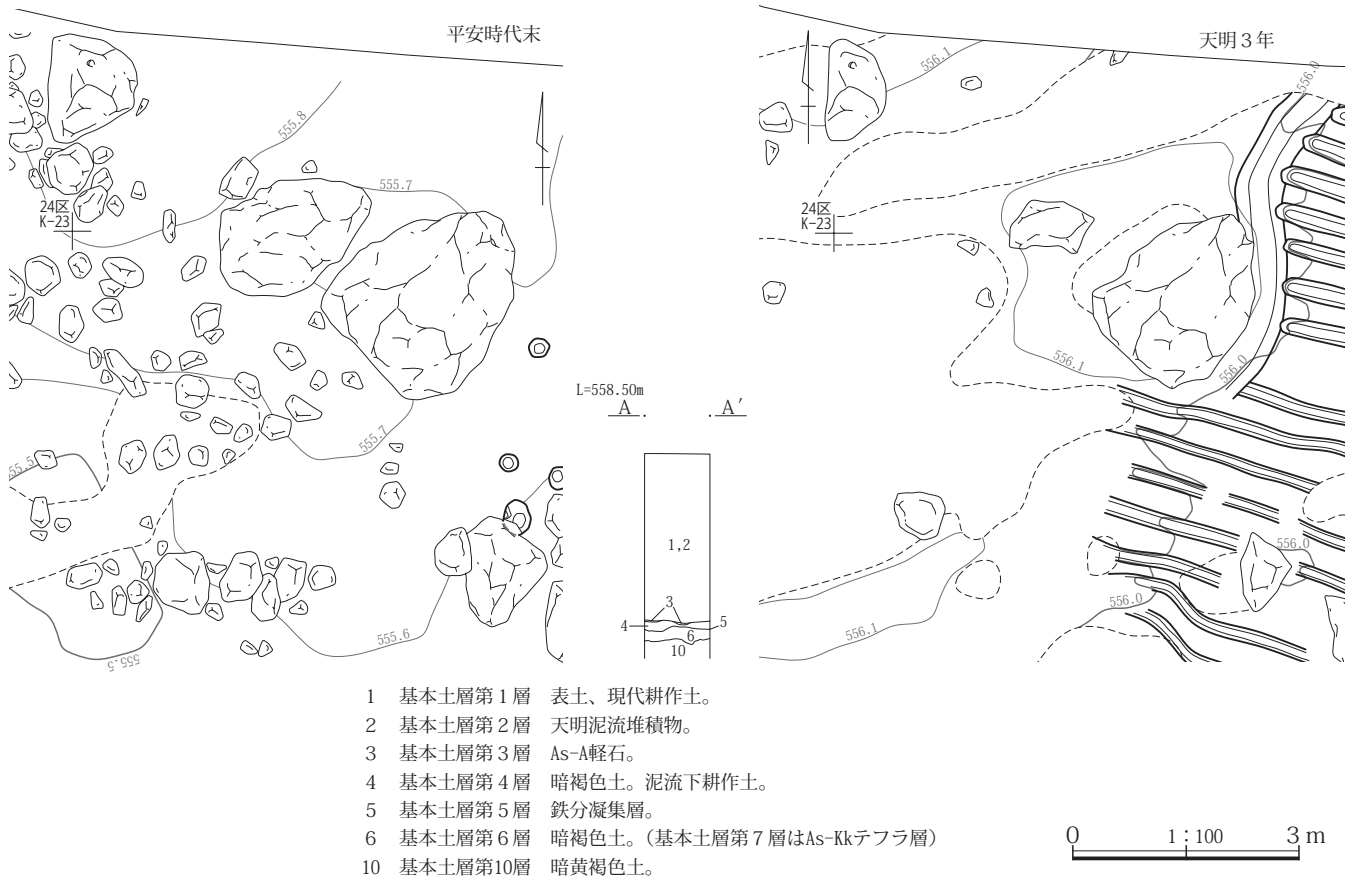 平安時代末
天明3年
555.8
555.7
24区
K-23
555.7
555.5
555.6
555.5
L=558.50m
A
A′
1,2
3
4
5
6
10
556.1
556.0
24区
K-23
556.1
556.0
556.0
556.0
556.1
1 基本土層第1層 表土、現代耕作土。
2 基本土層第2層 天明泥流堆積物。
3 基本土層第3層 As-A軽石。
4 基本土層第4層 暗褐色土。泥流下耕作土。
5 基本土層第5層 鉄分凝集層。
6 基本土層第6層 暗褐色土。(基本土層第7層はAs-Kkテフラ層)
10 基本土層第10層 暗黄褐色土。
0 1:100 3m